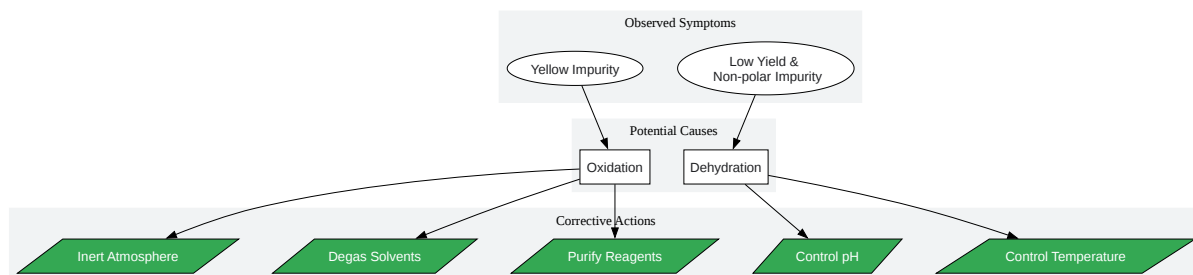 Observed Symptoms
Yellow Impurity
Low Yield &
Non-polar Impurity
Potential Causes
Oxidation
Dehydration
Corrective Actions
Inert Atmosphere
Degas Solvents
Purify Reagents
Control pH
Control Temperature